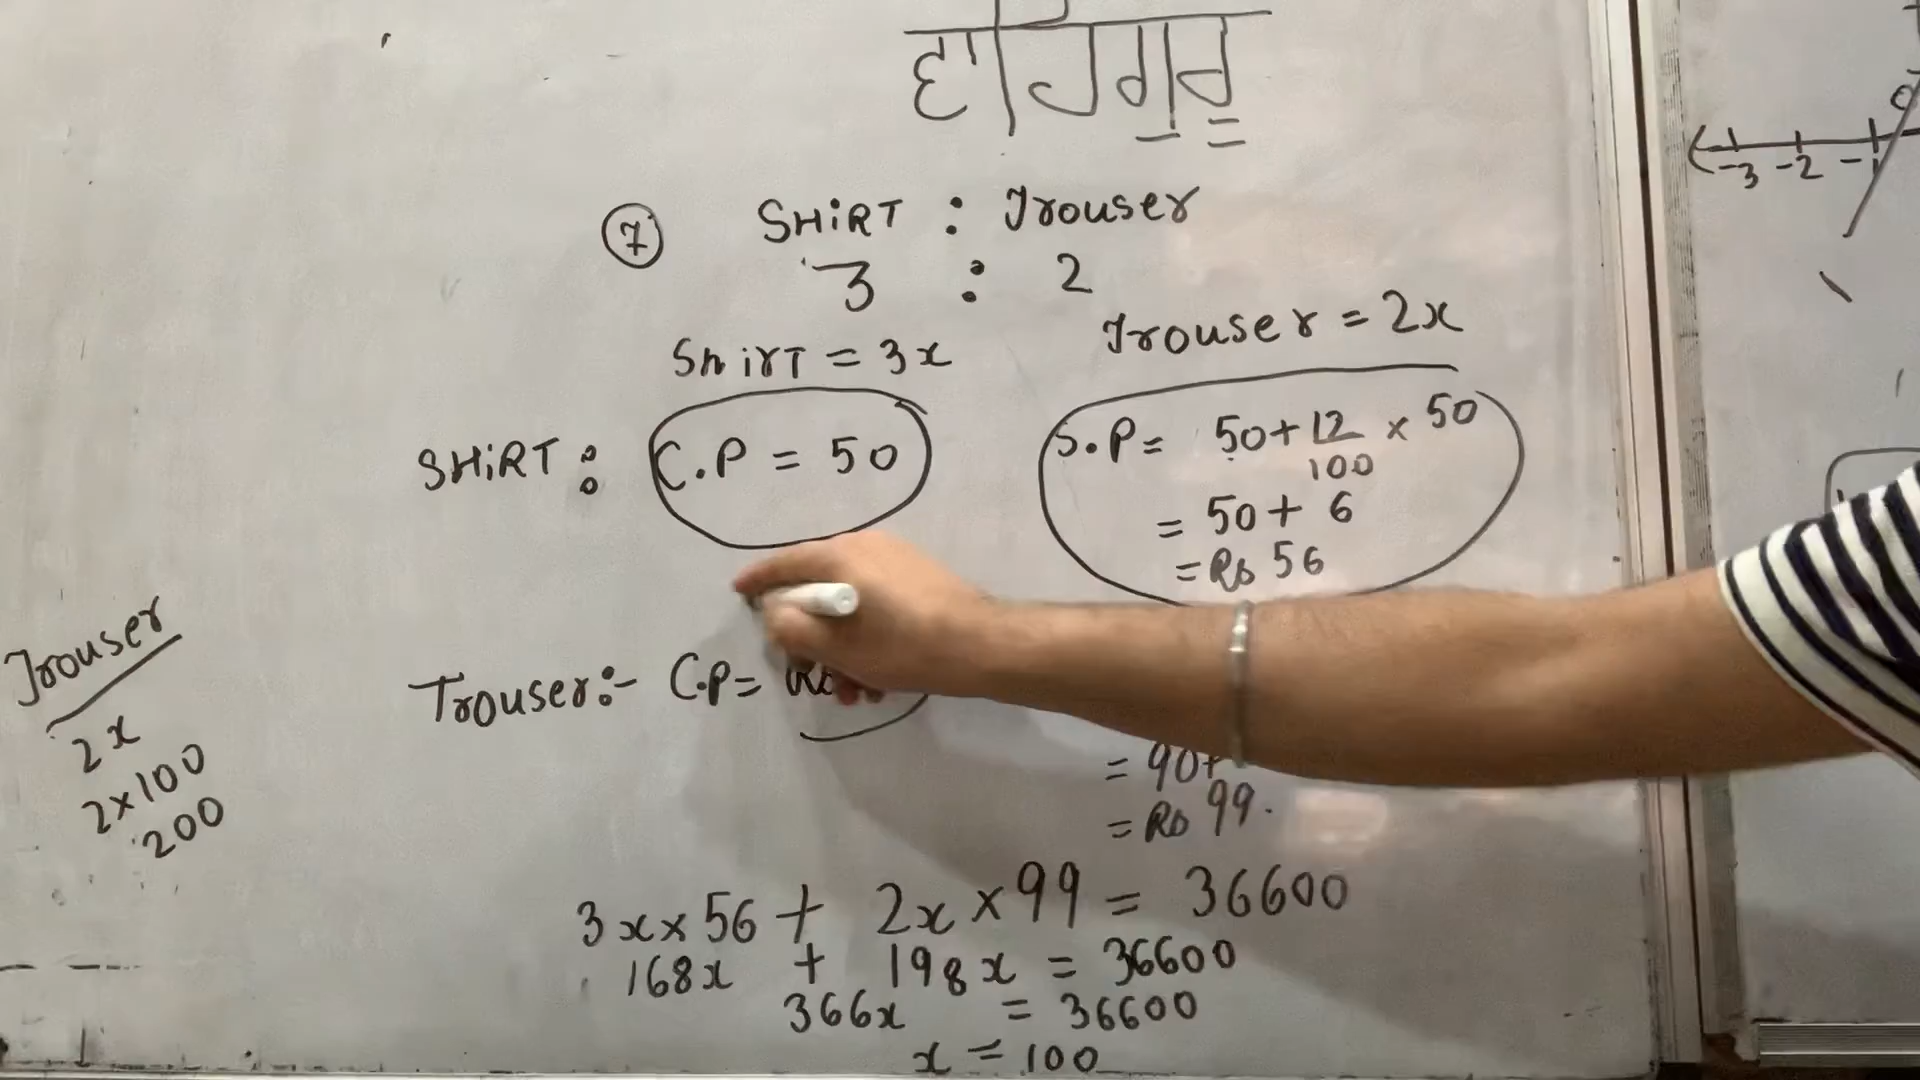 ਵਾਹਿਗੁਰੂ
7 SHiRT : Trouser
3 : 2
ShirT = 3x Trouser = 2x
SHiRT : C.P = 50
S.P = 50 + 12/100 × 50
= 50 + 6
= Rs 56
Trouser:- C.P =
= 90+
= Rs 99.
3x × 56 + 2x × 99 = 36600
168x + 198x = 36600
366x = 36600
x = 100
Trouser
2x
2×100
200
-3 -2 -1